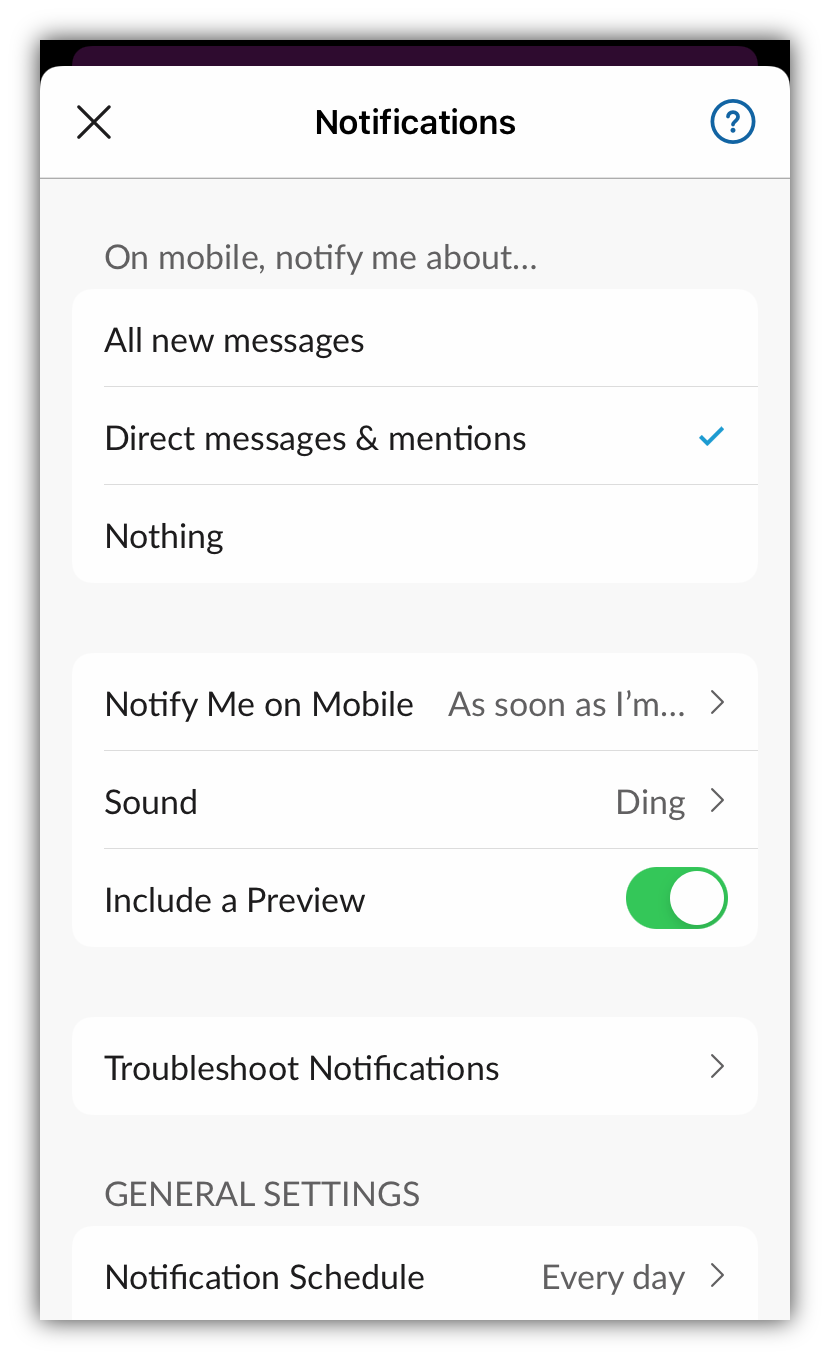 Notifications
?
On mobile, notify me about...
All new messages
Direct messages & mentions
Nothing
Notify Me on Mobile As soon as I’m...
Sound Ding
Include a Preview
Troubleshoot Notifications
GENERAL SETTINGS
Notification Schedule Every day